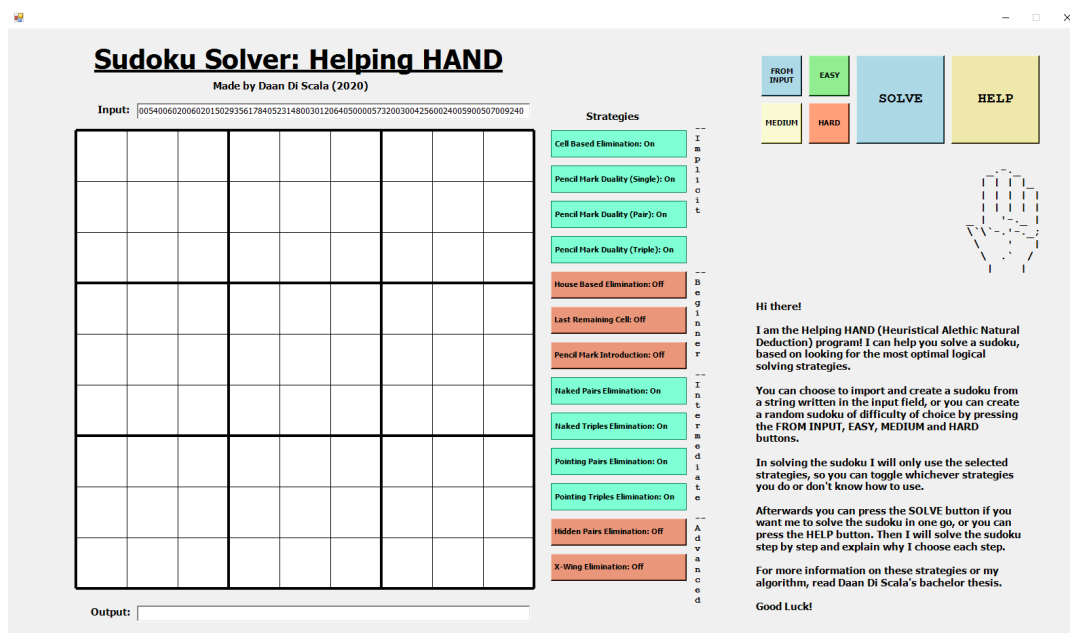 Sudoku Solver: Helping HAND
Made by Daan Di Scala (2020)
Input: 005400602006020150293561784052314800301206405000057320030042560024005900507009240
Strategies
Cell Based Elimination: On
Pencil Mark Duality (Single): On
Pencil Mark Duality (Pair): On
Pencil Mark Duality (Triple): On
House Based Elimination: Off
Last Remaining Cell: Off
Pencil Mark Introduction: Off
Naked Pairs Elimination: On
Naked Triples Elimination: On
Pointing Pairs Elimination: On
Pointing Triples Elimination: On
Hidden Pairs Elimination: Off
X-Wing Elimination: Off
-- Implicit
-- Beginner
-- Intermediate
-- Advanced
Output:
FROM
INPUT
EASY
MEDIUM
HARD
SOLVE
HELP
Hi there!
I am the Helping HAND (Heuristical Alethic Natural
Deduction) program! I can help you solve a sudoku,
based on looking for the most optimal logical
solving strategies.
You can choose to import and create a sudoku from
a string written in the input field, or you can create
a random sudoku of difficulty of choice by pressing
the FROM INPUT, EASY, MEDIUM and HARD
buttons.
In solving the sudoku I will only use the selected
strategies, so you can toggle whichever strategies
you do or don't know how to use.
Afterwards you can press the SOLVE button if you
want me to solve the sudoku in one go, or you can
press the HELP button. Then I will solve the sudoku
step by step and explain why I choose each step.
For more information on these strategies or my
algorithm, read Daan Di Scala's bachelor thesis.
Good Luck!